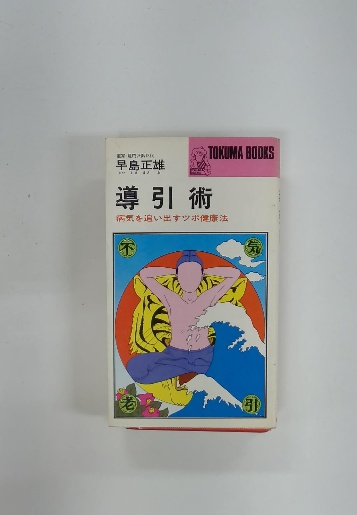 早島正雄
TOKUMA BOOKS
導引術
病気を追い出すツボ健康法
不 気
老 引